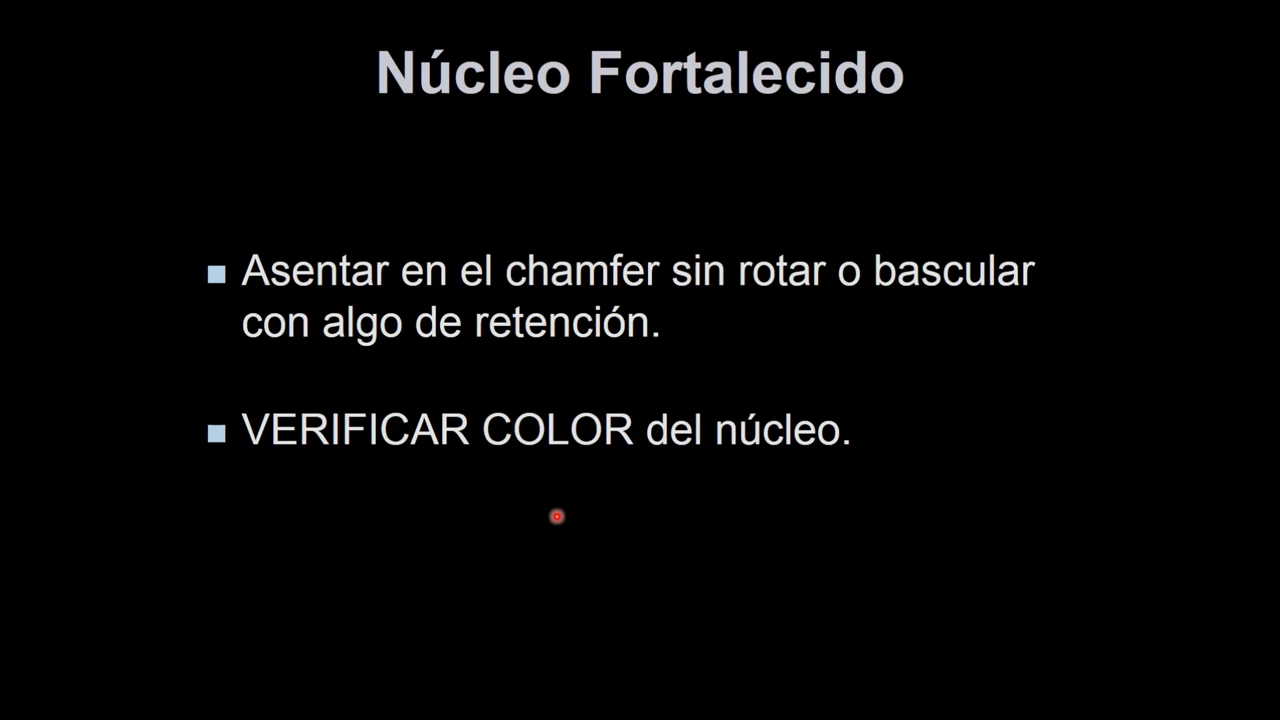 Núcleo Fortalecido
Asentar en el chamfer sin rotar o bascular
con algo de retención.
VERIFICAR COLOR del núcleo.